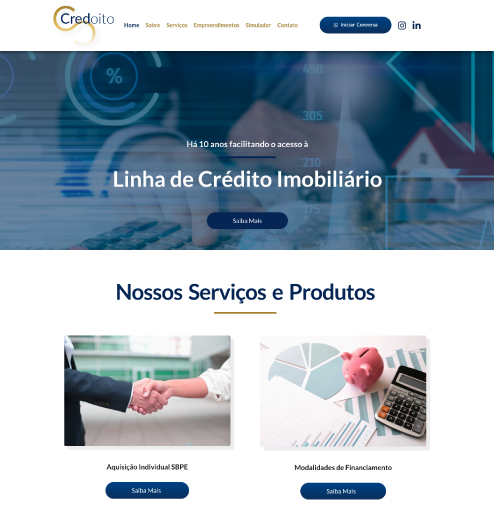 Credoito
Home Sobre Serviços Empreendimentos Simulador Contato
Iniciar Conversa
%
450
305
210
Há 10 anos facilitando o acesso à
Linha de Crédito Imobiliário
Saiba Mais
Nossos Serviços e Produtos
Aquisição Individual SBPE
Modalidades de Financiamento
Saiba Mais
Saiba Mais